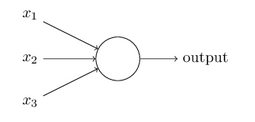 x₁
x₂ output
x₃